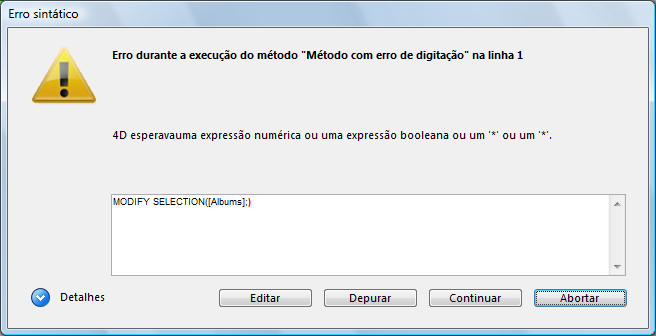 Erro sintático
Erro durante a execução do método "Método com erro de digitação" na linha 1
4D esperavauma expressão numérica ou uma expressão booleana ou um '*' ou um '*'.
MODIFY SELECTION([Albums];)
Detalhes
Editar
Depurar
Continuar
Abortar